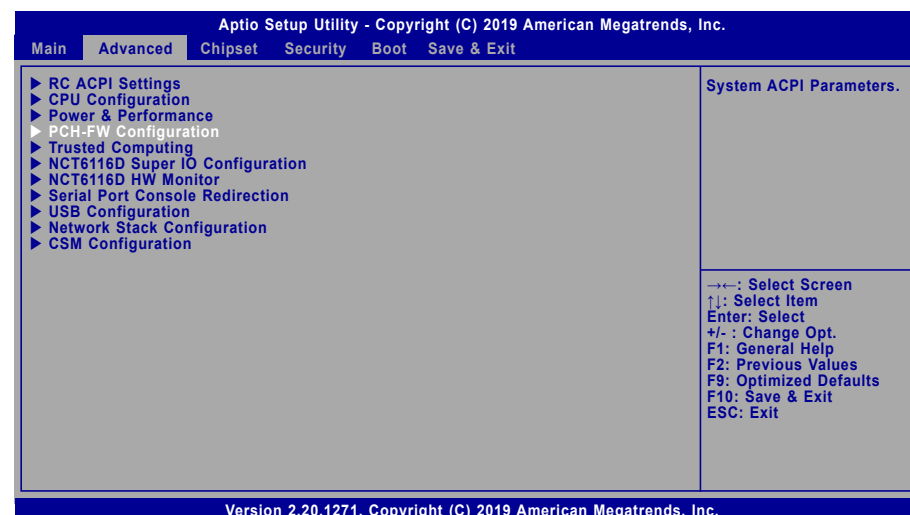 Aptio Setup Utility - Copyright (C) 2019 American Megatrends, Inc.
Main Advanced Chipset Security Boot Save & Exit
▶ RC ACPI Settings
▶ CPU Configuration
▶ Power & Performance
▶ PCH-FW Configuration
▶ Trusted Computing
▶ NCT6116D Super IO Configuration
▶ NCT6116D HW Monitor
▶ Serial Port Console Redirection
▶ USB Configuration
▶ Network Stack Configuration
▶ CSM Configuration
System ACPI Parameters.
→←: Select Screen
↑↓: Select Item
Enter: Select
+/- : Change Opt.
F1: General Help
F2: Previous Values
F9: Optimized Defaults
F10: Save & Exit
ESC: Exit
Version 2.20.1271. Copyright (C) 2019 American Megatrends, Inc.